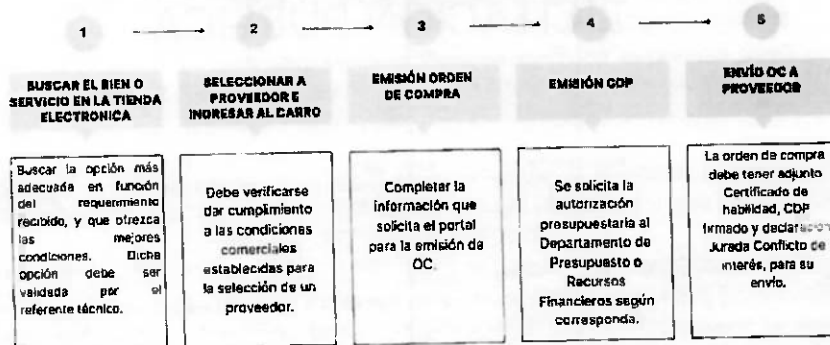 1
2
3
4
5
BUSCAR EL BIEN O
SERVICIO EN LA TIENDA
ELECTRONICA
SELECCIONAR A
PROVEEDOR E
INGRESAR AL CARRO
EMISIÓN ORDEN
DE COMPRA
EMISIÓN CDP
ENVÍO OC A
PROVEEDOR
Buscar la opción más
adecuada en función
del requerimiento
recibido, y que ofrezca
las mejores
condiciones. Dicha
opción debe ser
validada por el
referente técnico.
Debe verificarse
dar cumplimiento
a las condiciones
comerciales
establecidas para
la selección de un
proveedor.
Completar la
información que
solicita el portal
para la emisión de
OC.
Se solicita la
autorización
presupuestaria al
Departamento de
Presupuesto o
Recursos
Financieros según
corresponda.
La orden de compra
debe tener adjunto
Certificado de
habilidad, CDP
firmado y declaración
Jurada Conflicto de
interés, para su
envío.